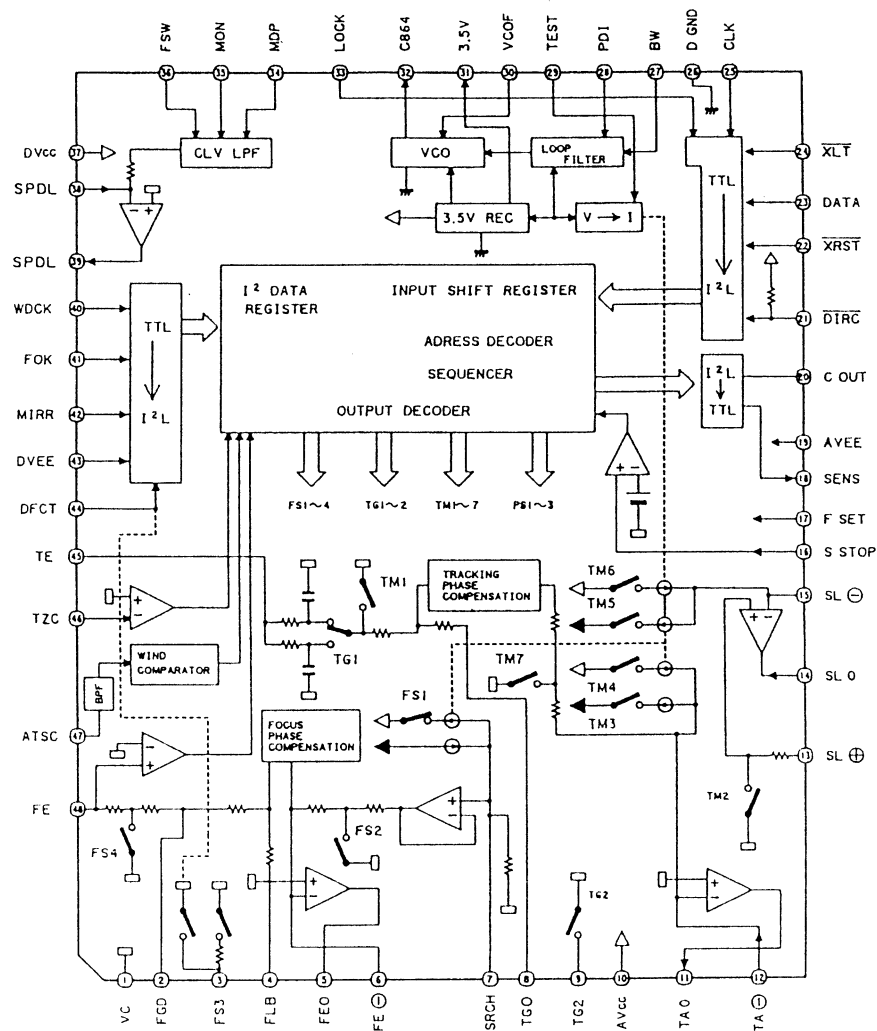 FSW
MON
MDP
LOCK
C864
3.5V
VCOF
TEST
PDI
BW
D GND
CLK
36
35
34
33
32
31
30
29
28
27
26
25
DVcc
37
CLV LPF
VCO
LOOP
FILTER
24
XLT
SPDL
38
TTL
23
DATA
3.5V REC
V → I
22
XRST
SPDL
39
I²L
21
DIRC
WDCK
40
TTL
I² DATA
REGISTER
INPUT SHIFT REGISTER
FOK
41
ADRESS DECODER
SEQUENCER
I²L
TTL
20
C OUT
MIRR
42
I²L
OUTPUT DECODER
19
AVEE
DVEE
43
18
SENS
DFCT
44
FS1~4
TG1~2
TM1~7
PS1~3
17
F SET
TE
45
16
S STOP
TM1
TRACKING
PHASE
COMPENSATION
TM6
15
SL ⊖
TZC
46
TM5
TG1
WIND
COMPARATOR
TM7
TM4
14
SL O
BPF
FS1
TM3
ATSC
47
FOCUS
PHASE
COMPENSATION
13
SL ⊕
TM2
FE
48
FS4
FS2
TG2
1
2
3
4
5
6
7
8
9
10
11
12
VC
FGD
FS3
FLB
FEO
FE ⊖
SRCH
TGO
TG2
AVcc
TAO
TA ⊖